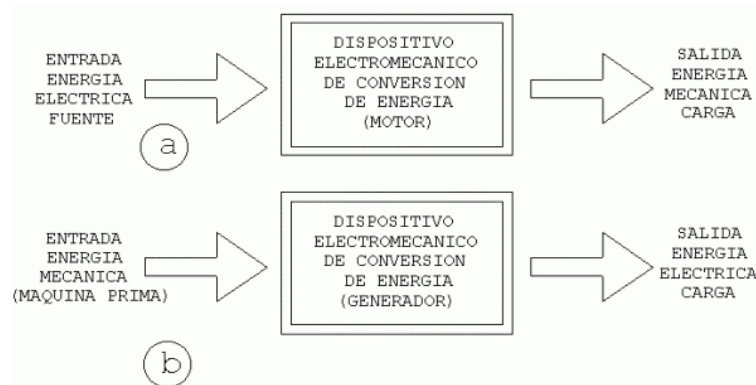 ENTRADA
ENERGIA
ELECTRICA
FUENTE
a
DISPOSITIVO
ELECTROMECANICO
DE CONVERSION
DE ENERGIA
(MOTOR)
SALIDA
ENERGIA
MECANICA
CARGA
ENTRADA
ENERGIA
MECANICA
(MAQUINA PRIMA)
b
DISPOSITIVO
ELECTROMECANICO
DE CONVERSION
DE ENERGIA
(GENERADOR)
SALIDA
ENERGIA
ELECTRICA
CARGA